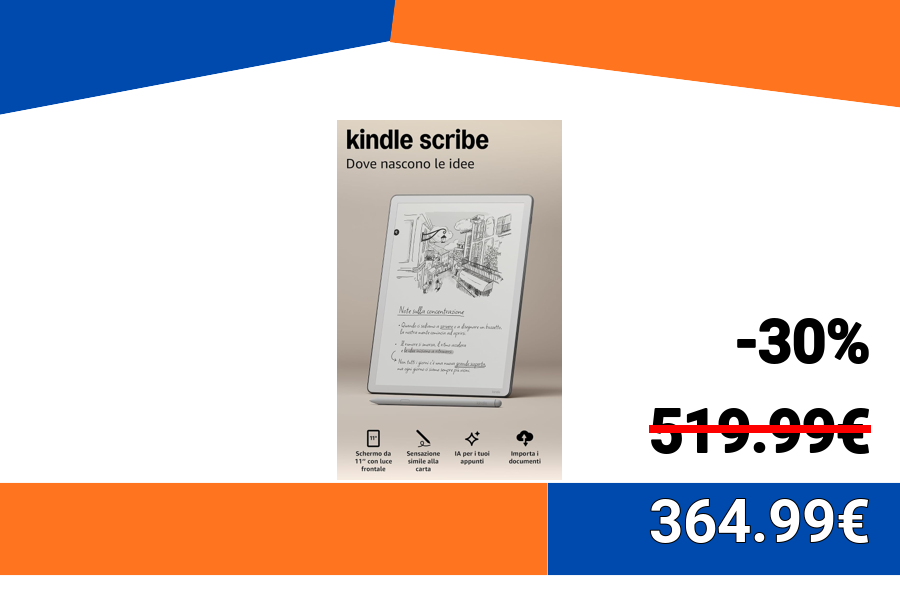 kindle scribe
Dove nascono le idee
Note sulla concentrazione
11"
Schermo da
11" con luce
frontale
Sensazione
simile alla
carta
IA per i tuoi
appunti
Importa i
documenti
-30%
519.99€
364.99€